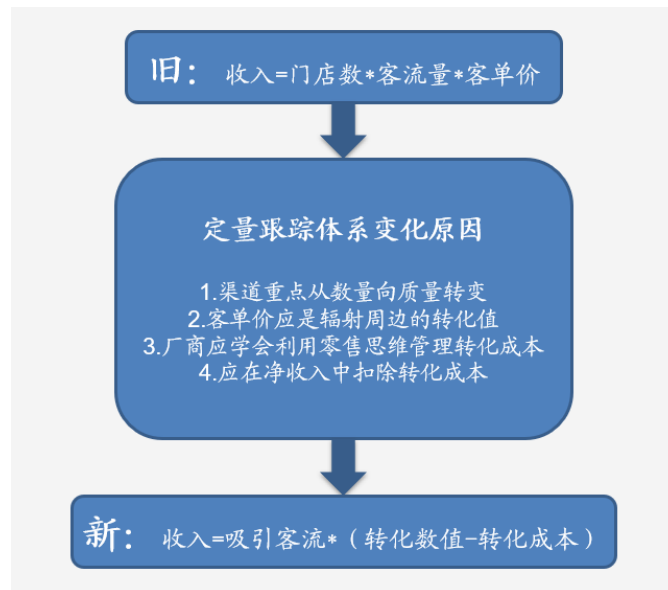 旧： 收入=门店数*客流量*客单价
定量跟踪体系变化原因
1.渠道重点从数量向质量转变
2.客单价应是辐射周边的转化值
3.厂商应学会利用零售思维管理转化成本
4.应在净收入中扣除转化成本
新： 收入=吸引客流*（转化数值-转化成本）